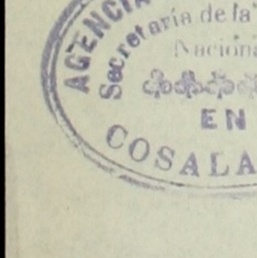 AGENCIA
Secretaría de la
Naciona
EN
COSALA